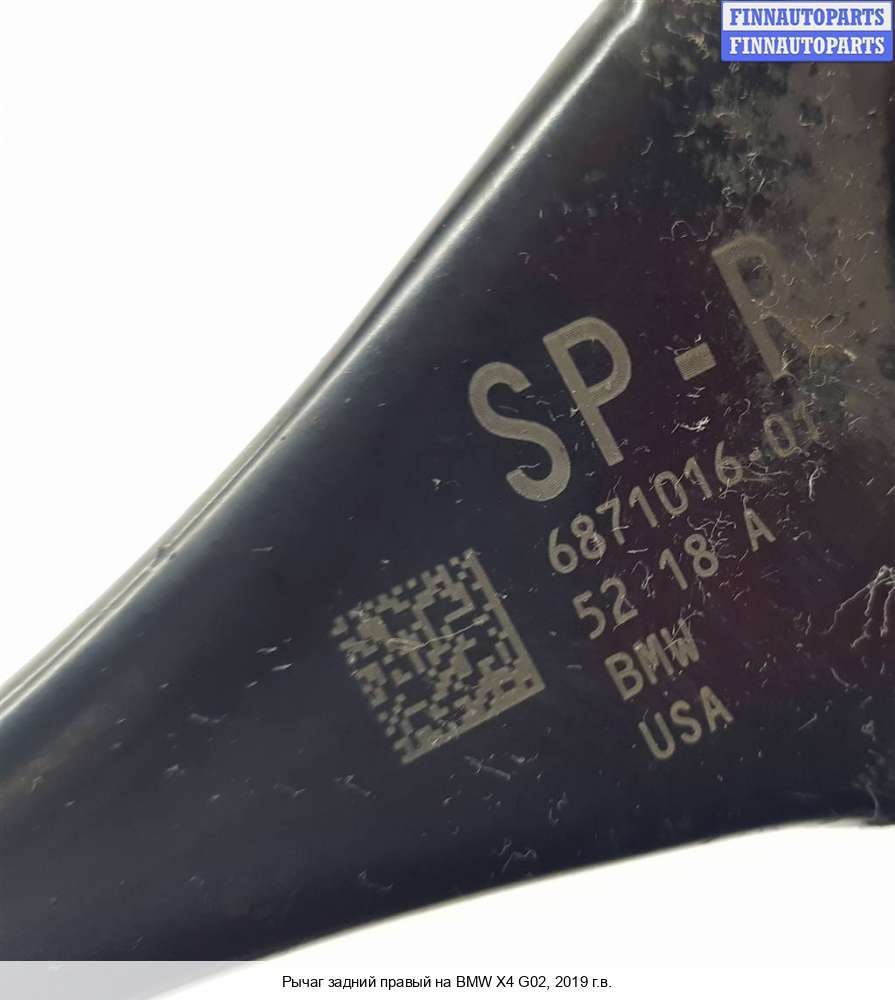 FINNAUTOPARTS
FINNAUTOPARTS
SP-R
6871016-01
52 18 A
BMW
USA
Рычаг задний правый на BMW X4 G02, 2019 г.в.